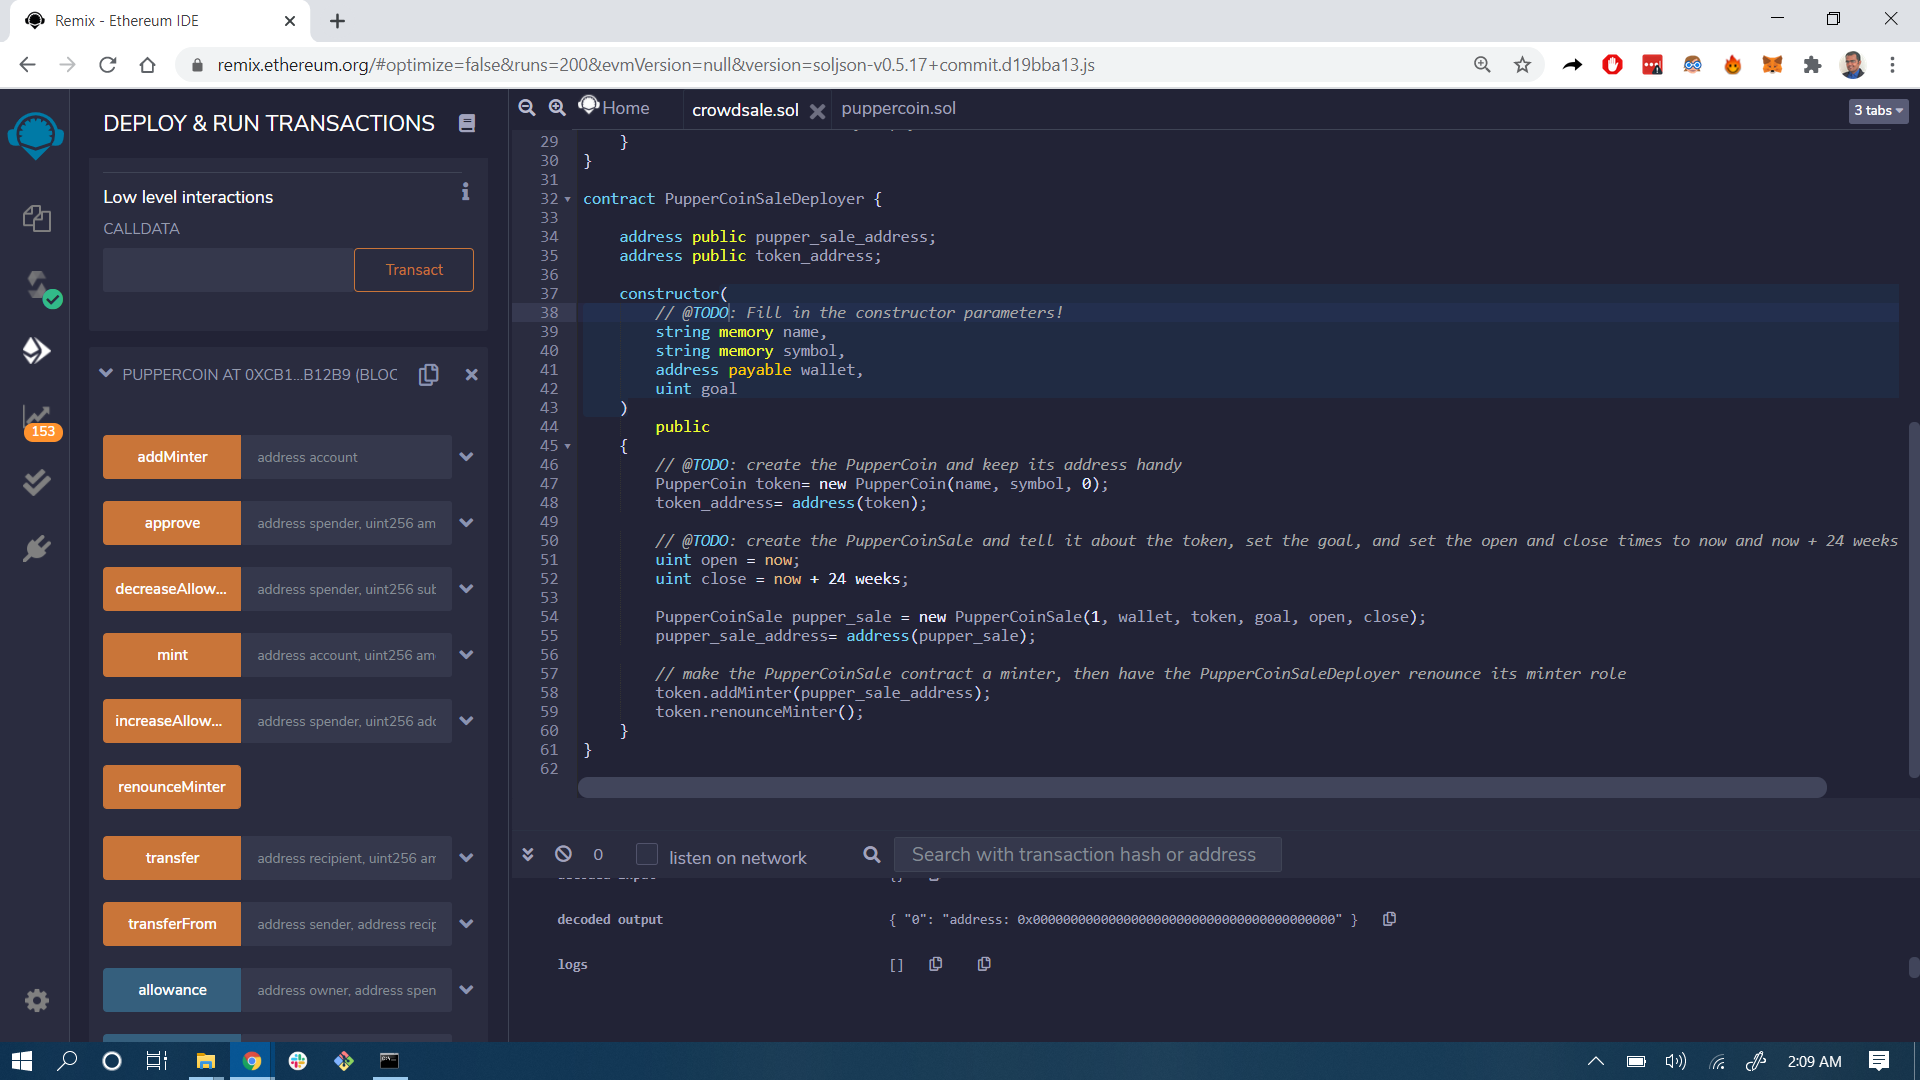 Remix - Ethereum IDE
remix.ethereum.org/#optimize=false&runs=200&evmVersion=null&version=soljson-v0.5.17+commit.d19bba13.js
DEPLOY & RUN TRANSACTIONS
Low level interactions
CALLDATA
Transact
PUPPERCOIN AT 0XCB1...B12B9 (BLOC
153
addMinter address account
approve address spender, uint256 am
decreaseAllow... address spender, uint256 sub
mint address account, uint256 am
increaseAllow... address spender, uint256 add
renounceMinter
transfer address recipient, uint256 am
transferFrom address sender, address recip
allowance address owner, address spen
Home crowdsale.sol puppercoin.sol 3 tabs
29 }
30 }
31
32 contract PupperCoinSaleDeployer {
33
34 address public pupper_sale_address;
35 address public token_address;
36
37 constructor(
38 // @TODO: Fill in the constructor parameters!
39 string memory name,
40 string memory symbol,
41 address payable wallet,
42 uint goal
43 )
44 public
45 {
46 // @TODO: create the PupperCoin and keep its address handy
47 PupperCoin token= new PupperCoin(name, symbol, 0);
48 token_address= address(token);
49
50 // @TODO: create the PupperCoinSale and tell it about the token, set the goal, and set the open and close times to now and now + 24 weeks
51 uint open = now;
52 uint close = now + 24 weeks;
53
54 PupperCoinSale pupper_sale = new PupperCoinSale(1, wallet, token, goal, open, close);
55 pupper_sale_address= address(pupper_sale);
56
57 // make the PupperCoinSale contract a minter, then have the PupperCoinSaleDeployer renounce its minter role
58 token.addMinter(pupper_sale_address);
59 token.renounceMinter();
60 }
61 }
62
0 listen on network Search with transaction hash or address
decoded output { "0": "address: 0x0000000000000000000000000000000000000000" }
logs []
2:09 AM